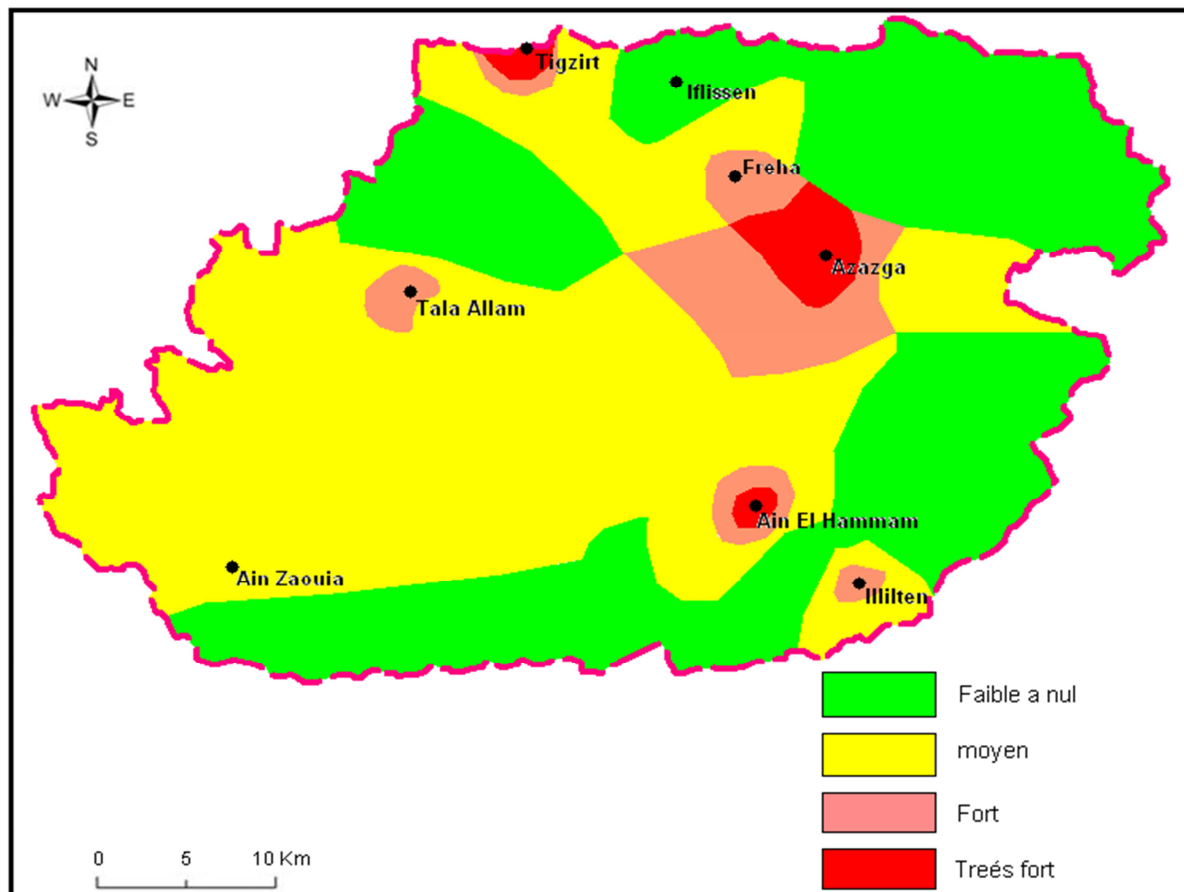 Tigzirt
N
W E
S
Iflissen
Freha
Azazga
Tala Allam
Ain El Hammam
Ain Zaouia
Illilten
Faible a nul
moyen
Fort
0 5 10 Km
Treés fort